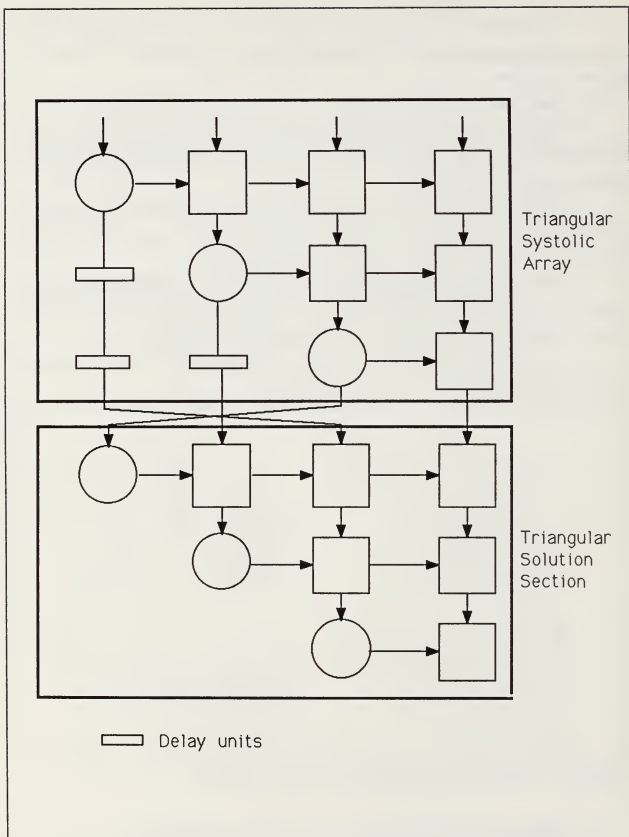 Triangular
Systolic
Array
Triangular
Solution
Section
Delay units